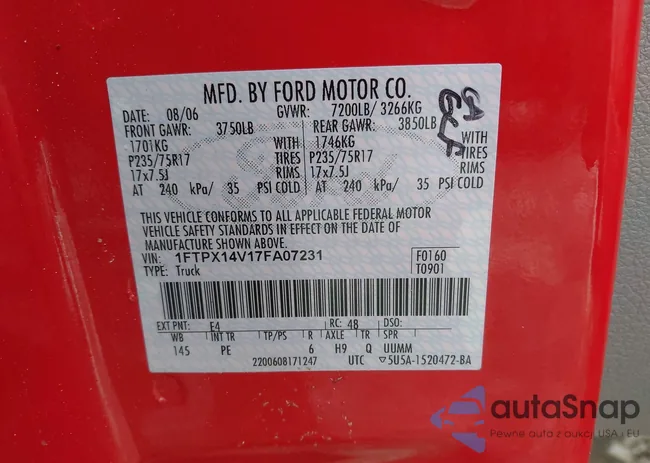 MFD. BY FORD MOTOR CO.
DATE: 08/06 GVWR: 7200LB/ 3266KG
FRONT GAWR: 3750LB REAR GAWR: 3850LB
1701KG WITH 1746KG WITH
P235/75R17 TIRES P235/75R17 TIRES
17x7.5J RIMS 17x7.5J RIMS
AT 240 kPa/ 35 PSI COLD AT 240 kPa/ 35 PSI COLD
THIS VEHICLE CONFORMS TO ALL APPLICABLE FEDERAL MOTOR
VEHICLE SAFETY STANDARDS IN EFFECT ON THE DATE OF
MANUFACTURE SHOWN ABOVE.
VIN: 1FTPX14V17FA07231 F0160
TYPE: Truck T0901
EXT PNT: E4 RC: 48 DSO:
WB INT TR TP/PS R AXLE TR SPR
145 PE 6 H9 Q UUMM
2200608171247 UTC 5U5A-1520472-BA
autaSnap
Pewne auta z aukcji USA i EU